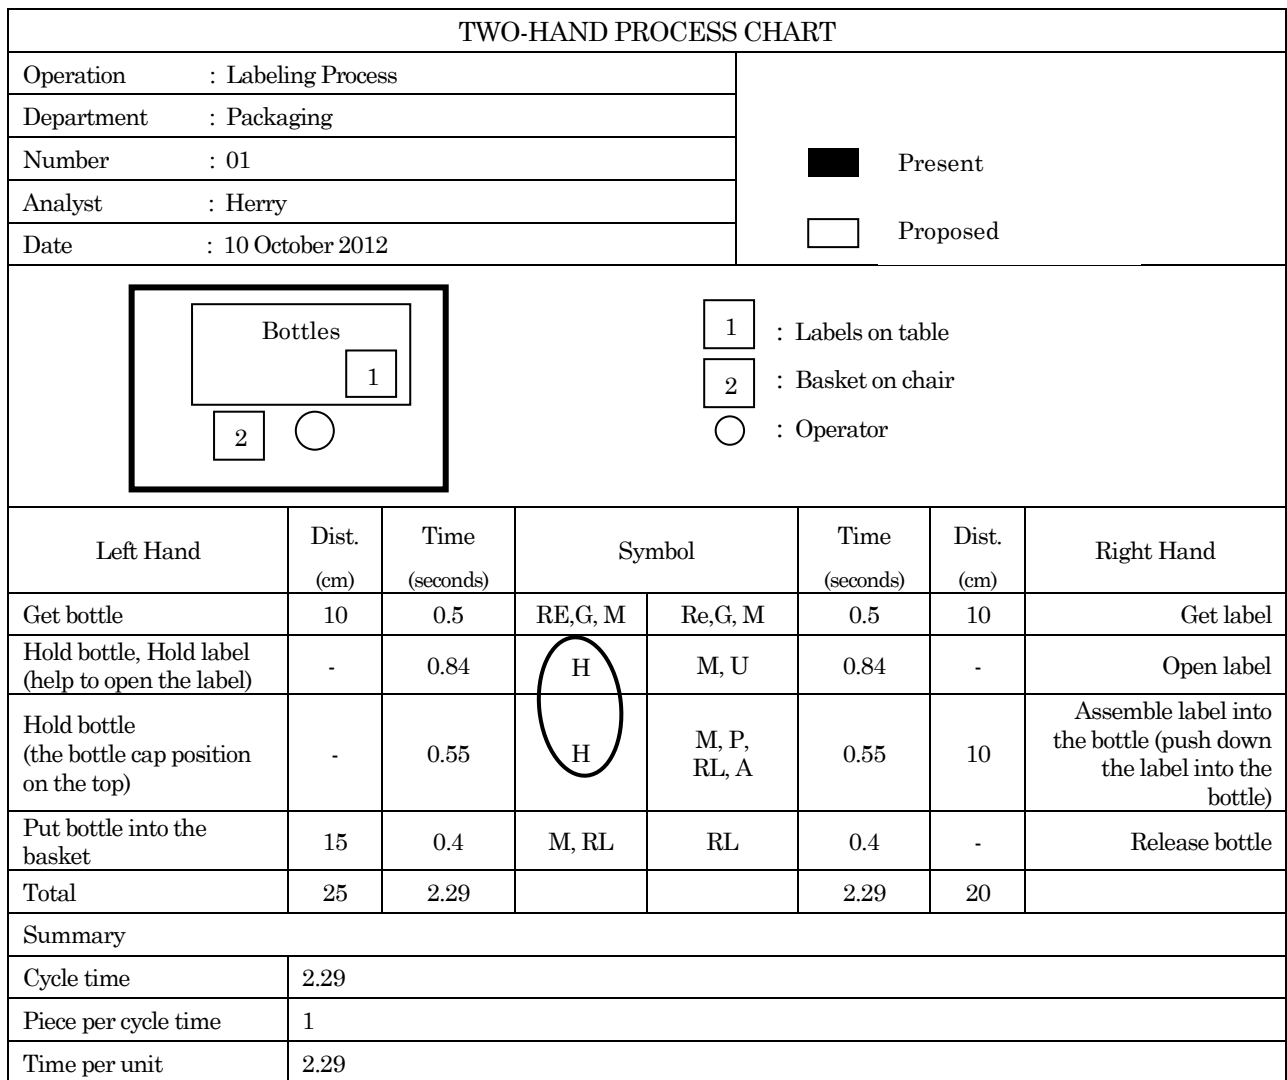 TWO-HAND PROCESS CHART
Operation : Labeling Process
Department : Packaging
Number : 01
Analyst : Herry
Date : 10 October 2012
Present
Proposed
Bottles
1
2
1 : Labels on table
2 : Basket on chair
: Operator
Left Hand Dist. (cm) Time (seconds) Symbol Time (seconds) Dist. (cm) Right Hand
Get bottle 10 0.5 RE,G, M Re,G, M 0.5 10 Get label
Hold bottle, Hold label
(help to open the label) - 0.84 H M, U 0.84 - Open label
Hold bottle
(the bottle cap position
on the top) - 0.55 H M, P,
RL, A 0.55 10 Assemble label into
the bottle (push down
the label into the
bottle)
Put bottle into the
basket 15 0.4 M, RL RL 0.4 - Release bottle
Total 25 2.29 2.29 20
Summary
Cycle time 2.29
Piece per cycle time 1
Time per unit 2.29